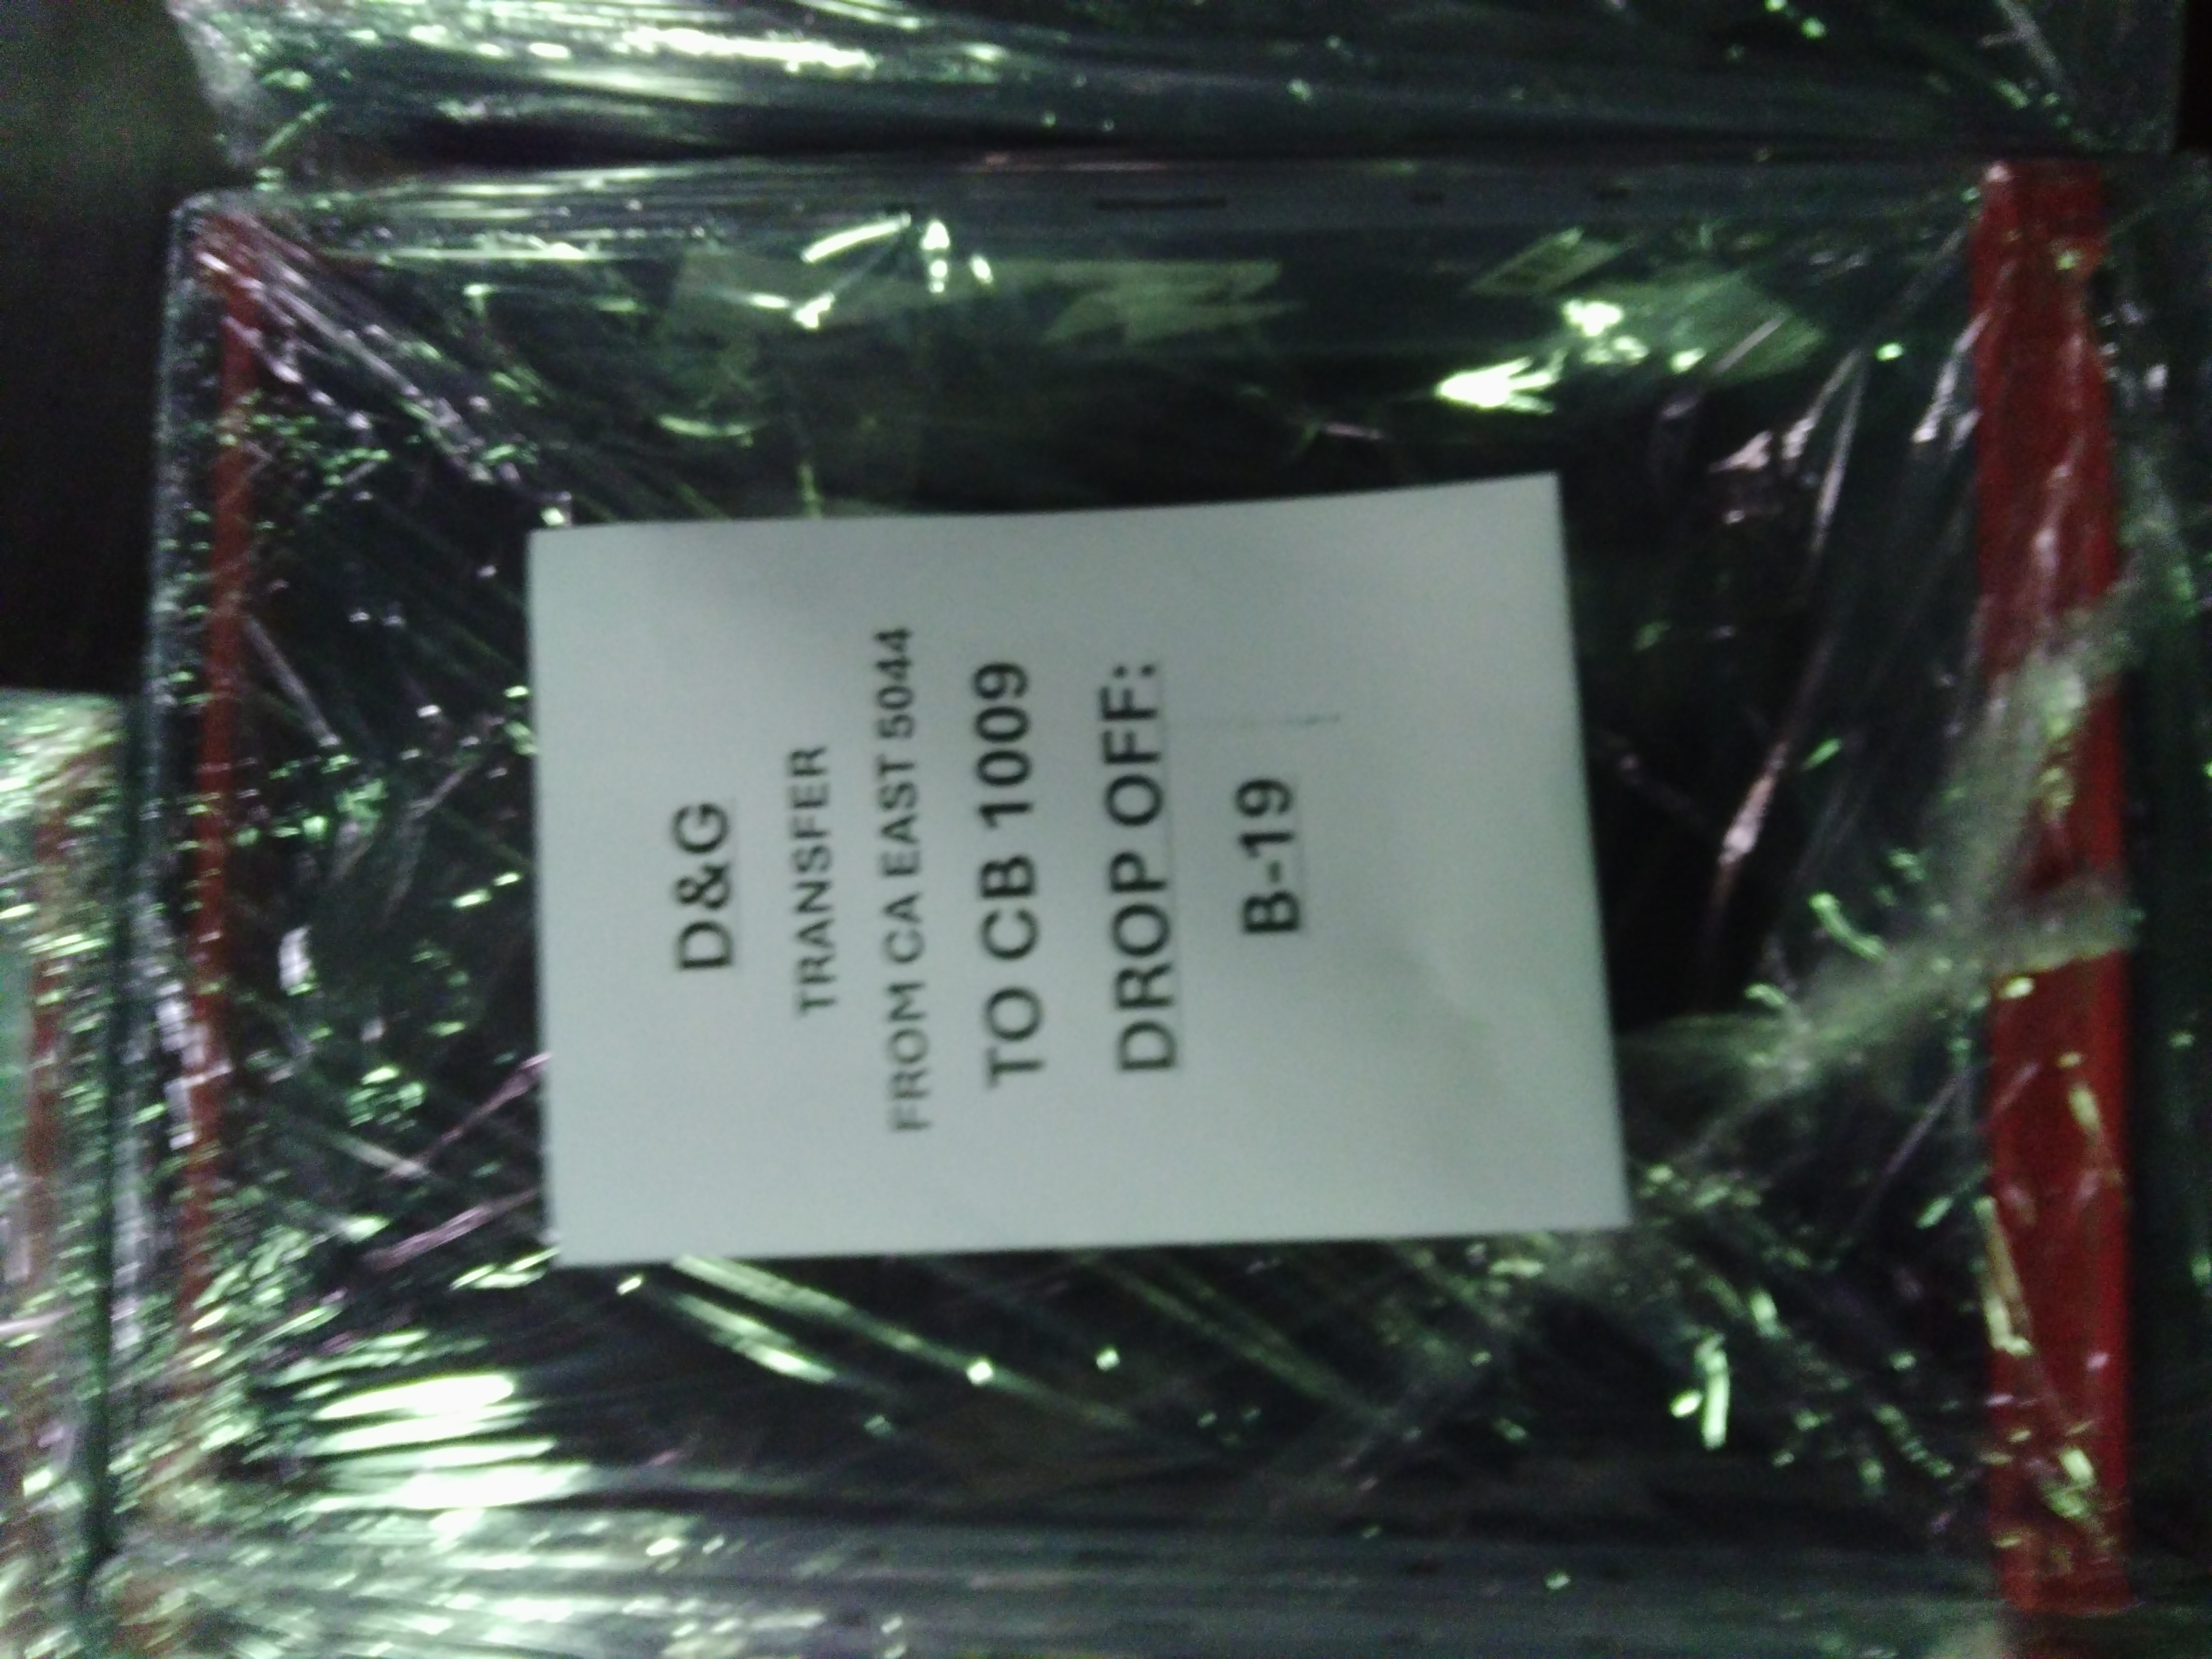 D&G
TRANSFER
FROM CA EAST 5044
TO CB 1009
DROP OFF:
B-19